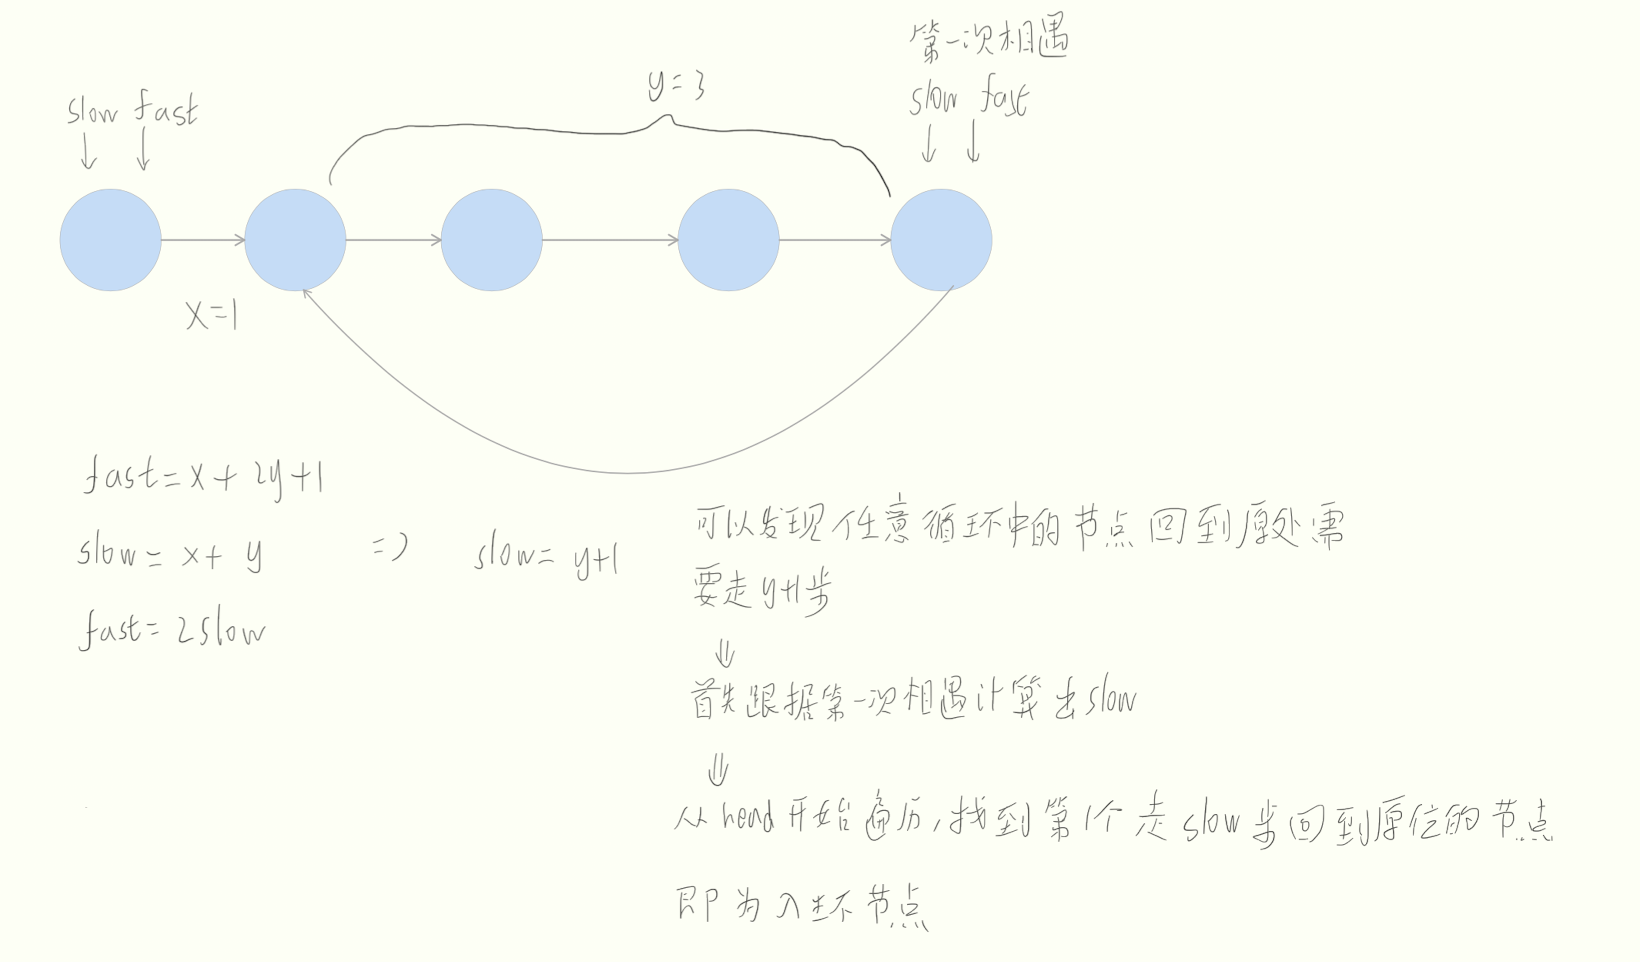 第一次相遇
slow fast
y=3
slow fast
x=1
fast=x+2y+1
slow=x+y
=> slow=y+1
fast=2slow
可以发现任意循环中的节点回到原处需
要走y+1步
⇓
首先跟据第一次相遇计算出slow
⇓
从head开始遍历,找到第1个走slow步回到原位的节点
即为入环节点